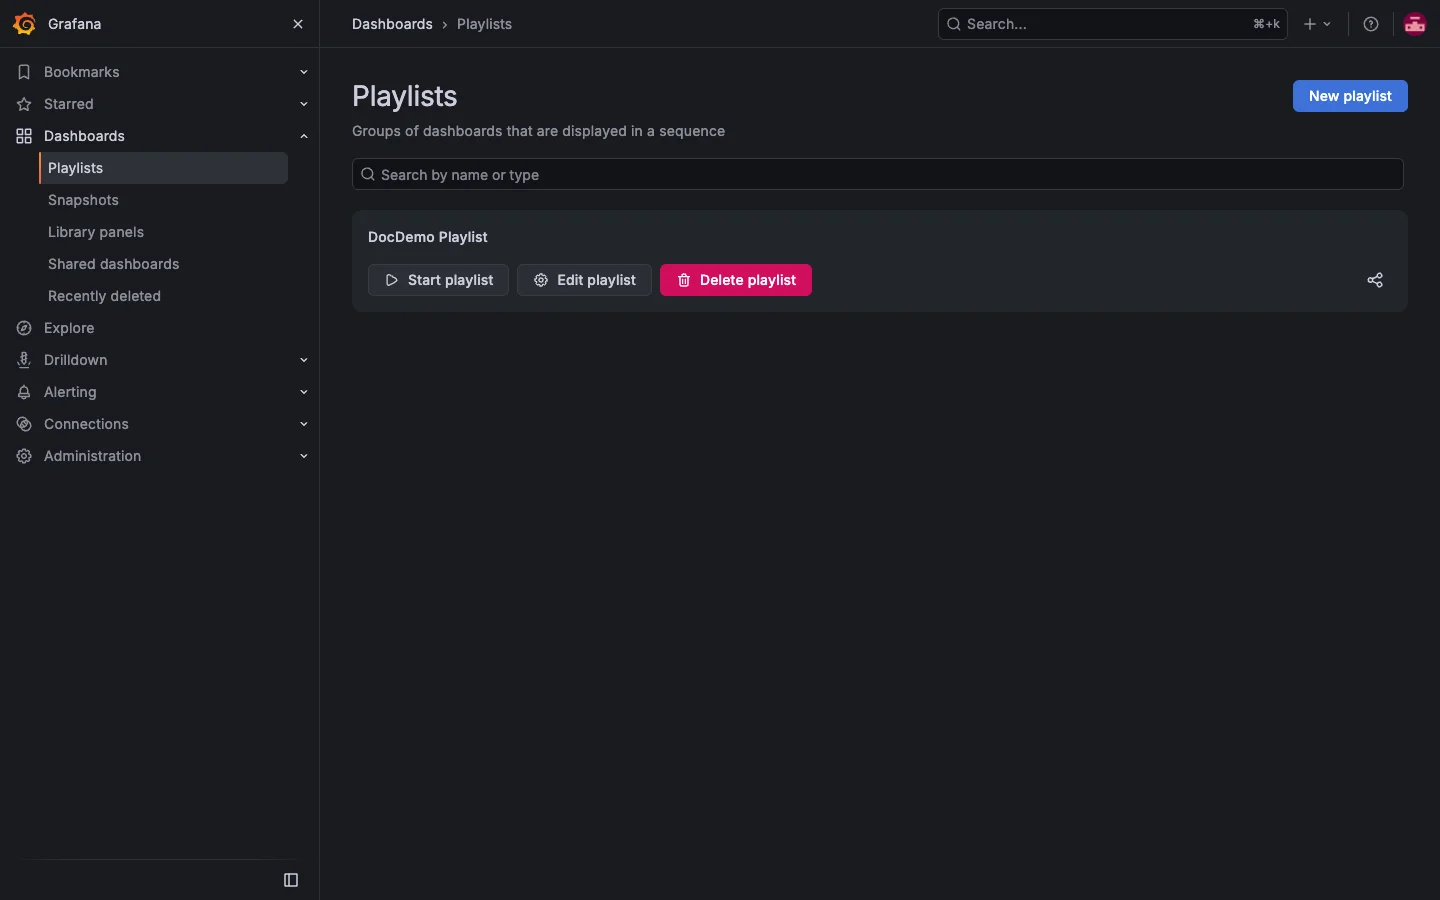 Grafana
Dashboards › Playlists
Search...
⌘+k
Bookmarks
Starred
Dashboards
Playlists
Snapshots
Library panels
Shared dashboards
Recently deleted
Explore
Drilldown
Alerting
Connections
Administration
Playlists
New playlist
Groups of dashboards that are displayed in a sequence
Search by name or type
DocDemo Playlist
Start playlist
Edit playlist
Delete playlist